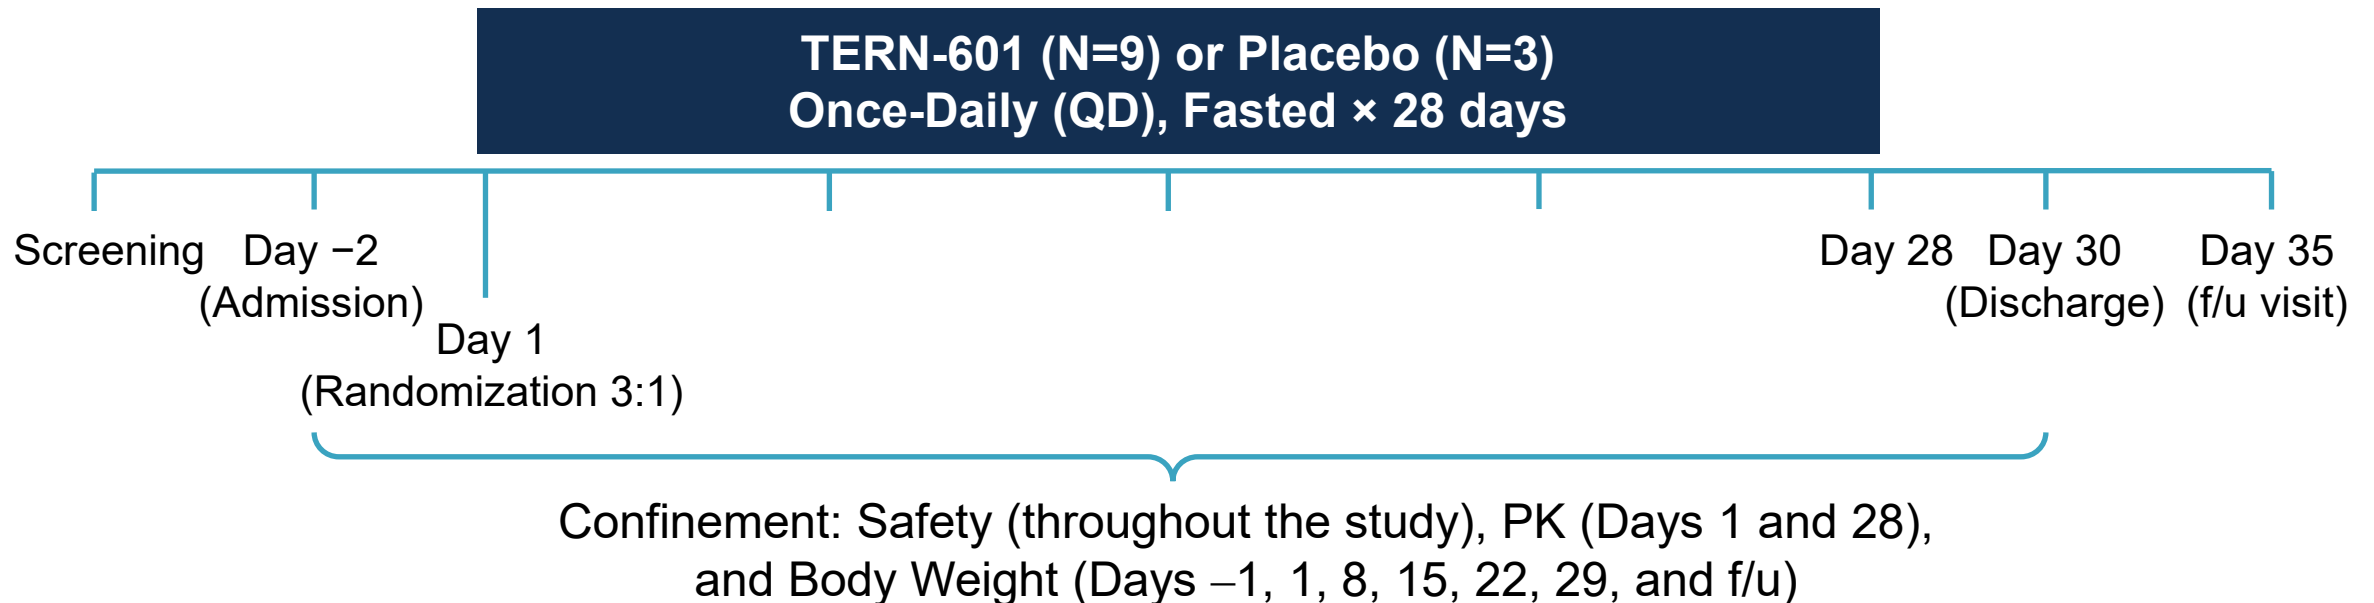 TERN-601 (N=9) or Placebo (N=3)
Once-Daily (QD), Fasted × 28 days
Screening
Day −2
(Admission)
Day 1
(Randomization 3:1)
Day 28
Day 30
(Discharge)
Day 35
(f/u visit)
Confinement: Safety (throughout the study), PK (Days 1 and 28),
and Body Weight (Days −1, 1, 8, 15, 22, 29, and f/u)